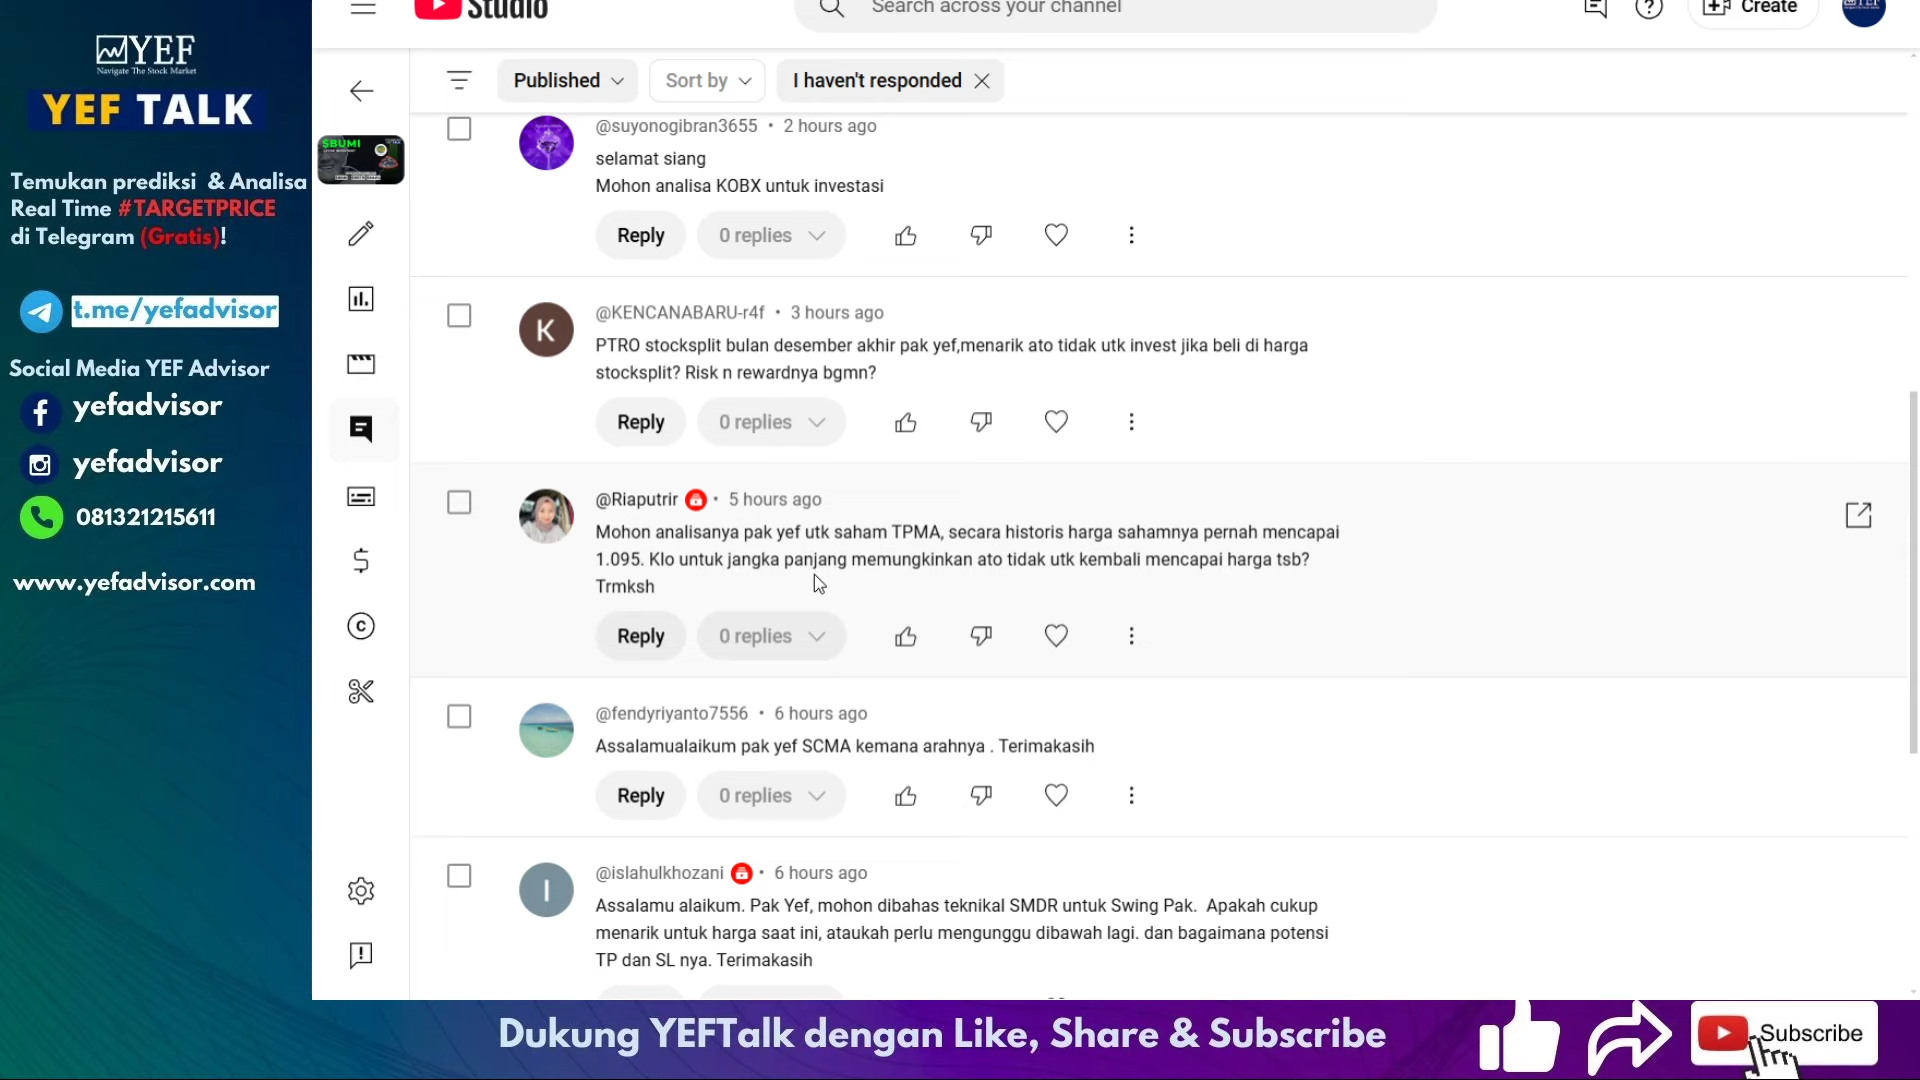 YEF
Navigate The Stock Market
YEF TALK
Temukan prediksi & Analisa
Real Time #TARGETPRICE
di Telegram (Gratis)!
t.me/yefadvisor
Social Media YEF Advisor
yefadvisor
yefadvisor
081321215611
www.yefadvisor.com
Studio
Search across your channel
Create
Published
Sort by
I haven't responded
$BUMI
@suyonogibran3655 • 2 hours ago
selamat siang
Mohon analisa KOBX untuk investasi
Reply 0 replies
K
@KENCANABARU-r4f • 3 hours ago
PTRO stocksplit bulan desember akhir pak yef,menarik ato tidak utk invest jika beli di harga
stocksplit? Risk n rewardnya bgmn?
Reply 0 replies
@Riaputrir • 5 hours ago
Mohon analisanya pak yef utk saham TPMA, secara historis harga sahamnya pernah mencapai
1.095. Klo untuk jangka panjang memungkinkan ato tidak utk kembali mencapai harga tsb?
Trmksh
Reply 0 replies
@fendyriyanto7556 • 6 hours ago
Assalamualaikum pak yef SCMA kemana arahnya . Terimakasih
Reply 0 replies
I
@islahulkhozani • 6 hours ago
Assalamu alaikum. Pak Yef, mohon dibahas teknikal SMDR untuk Swing Pak. Apakah cukup
menarik untuk harga saat ini, ataukah perlu mengunggu dibawah lagi. dan bagaimana potensi
TP dan SL nya. Terimakasih
Dukung YEFTalk dengan Like, Share & Subscribe
Subscribe